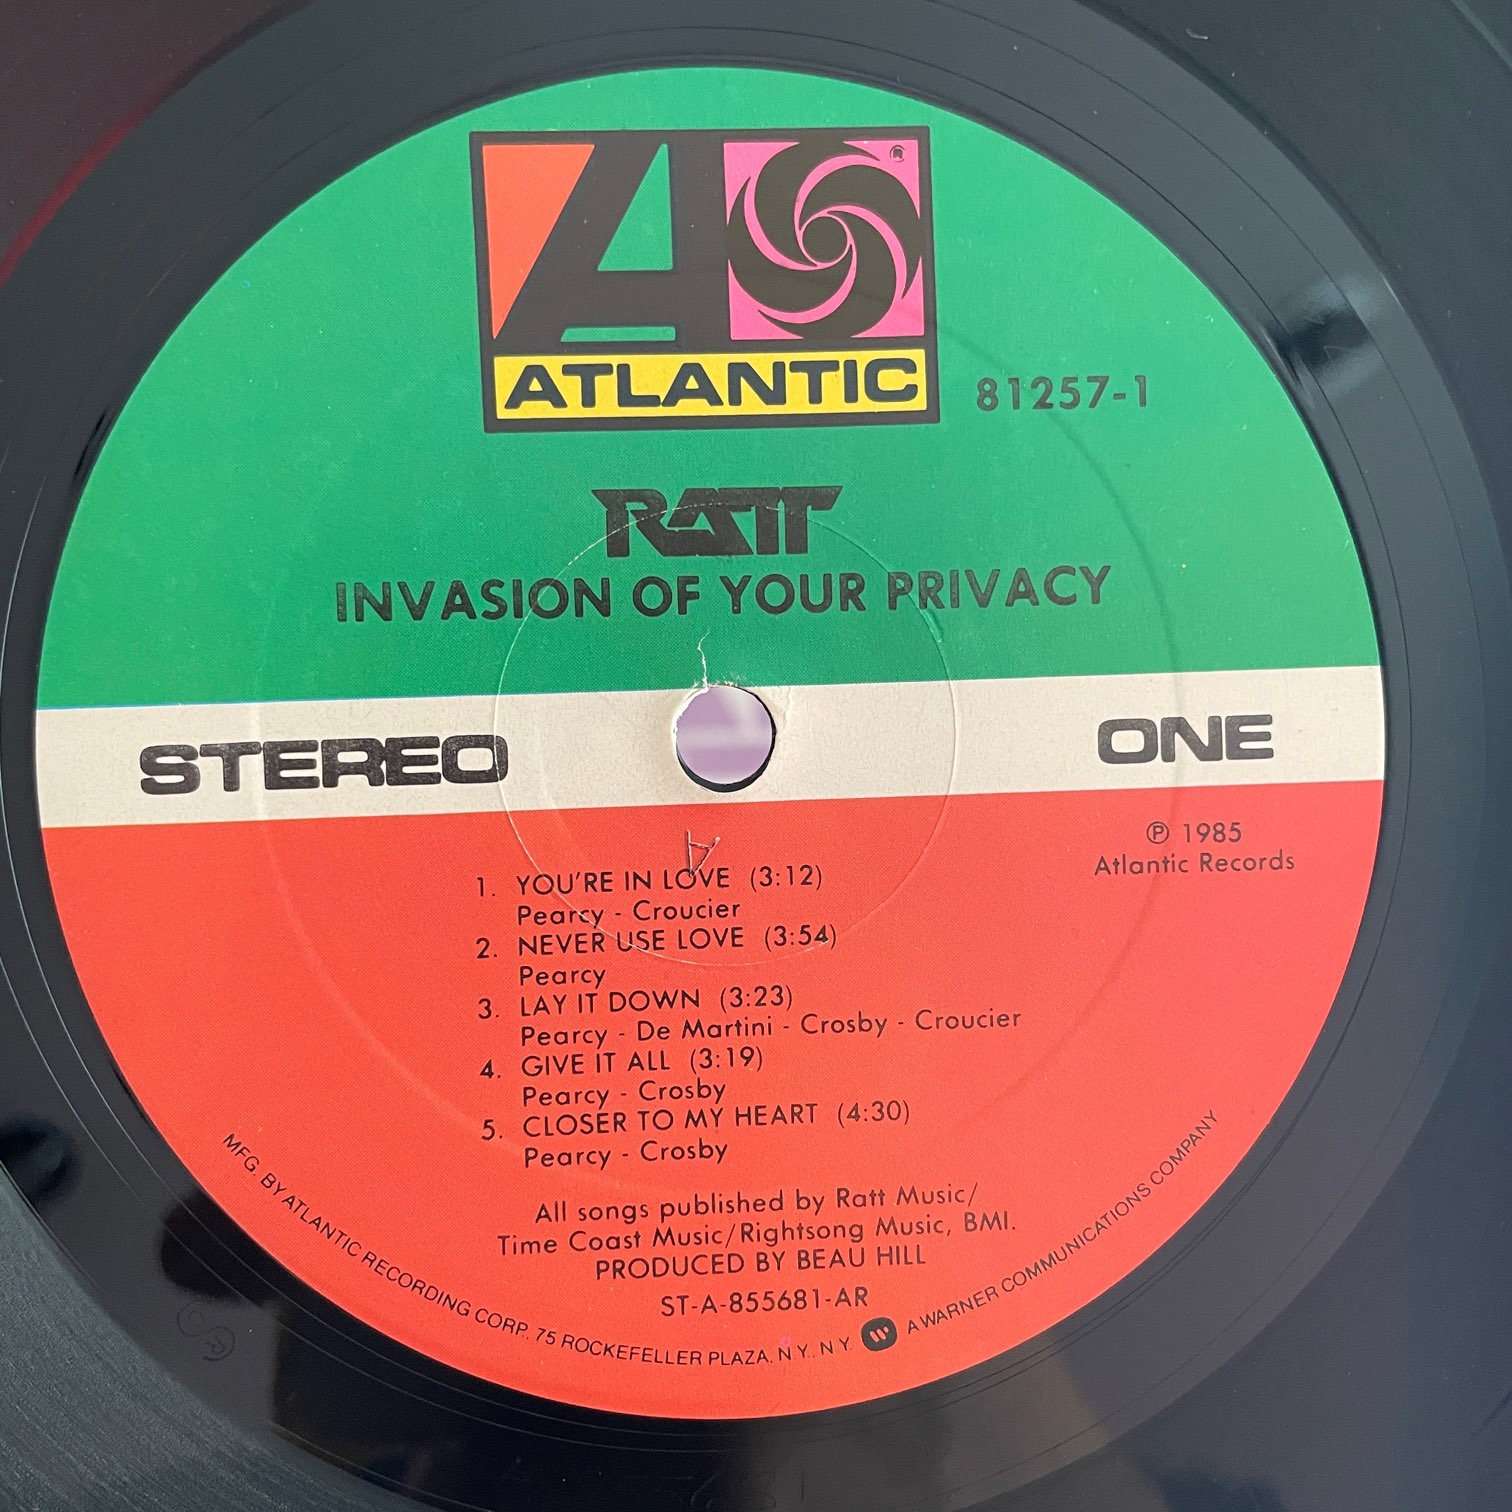 ATLANTIC
®
81257-1
RATT
INVASION OF YOUR PRIVACY
STEREO
ONE
℗ 1985
Atlantic Records
1. YOU'RE IN LOVE (3:12)
Pearcy - Croucier
2. NEVER USE LOVE (3:54)
Pearcy
3. LAY IT DOWN (3:23)
Pearcy - De Martini - Crosby - Croucier
4. GIVE IT ALL (3:19)
Pearcy - Crosby
5. CLOSER TO MY HEART (4:30)
Pearcy - Crosby
All songs published by Ratt Music/
Time Coast Music/Rightsong Music, BMI.
PRODUCED BY BEAU HILL
ST-A-855681-AR
MFG. BY ATLANTIC RECORDING CORP. 75 ROCKEFELLER PLAZA. N.Y. N Y. A WARNER COMMUNICATIONS COMPANY